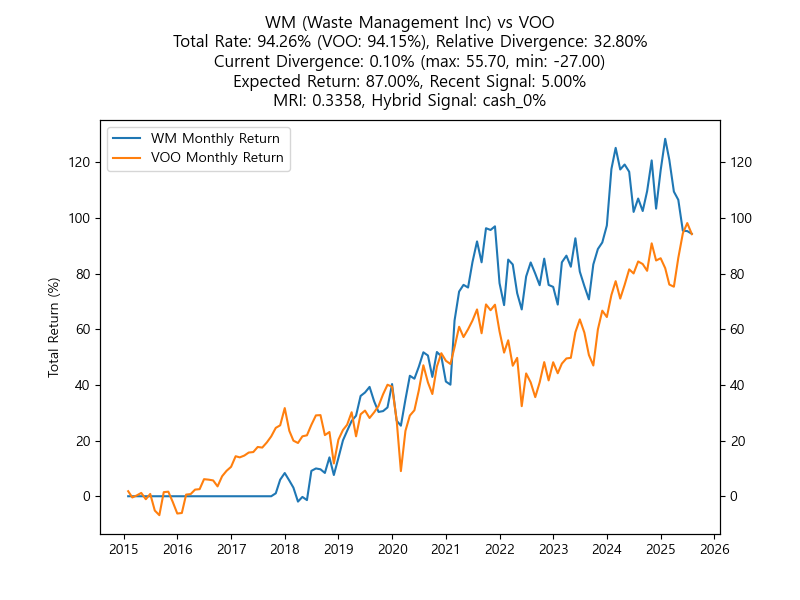 WM (Waste Management Inc) vs VOO
Total Rate: 94.26% (VOO: 94.15%), Relative Divergence: 32.80%
Current Divergence: 0.10% (max: 55.70, min: -27.00)
Expected Return: 87.00%, Recent Signal: 5.00%
MRI: 0.3358, Hybrid Signal: cash_0%
WM Monthly Return
VOO Monthly Return
Total Return (%)
120
100
80
60
40
20
0
120
100
80
60
40
20
0
2015 2016 2017 2018 2019 2020 2021 2022 2023 2024 2025 2026